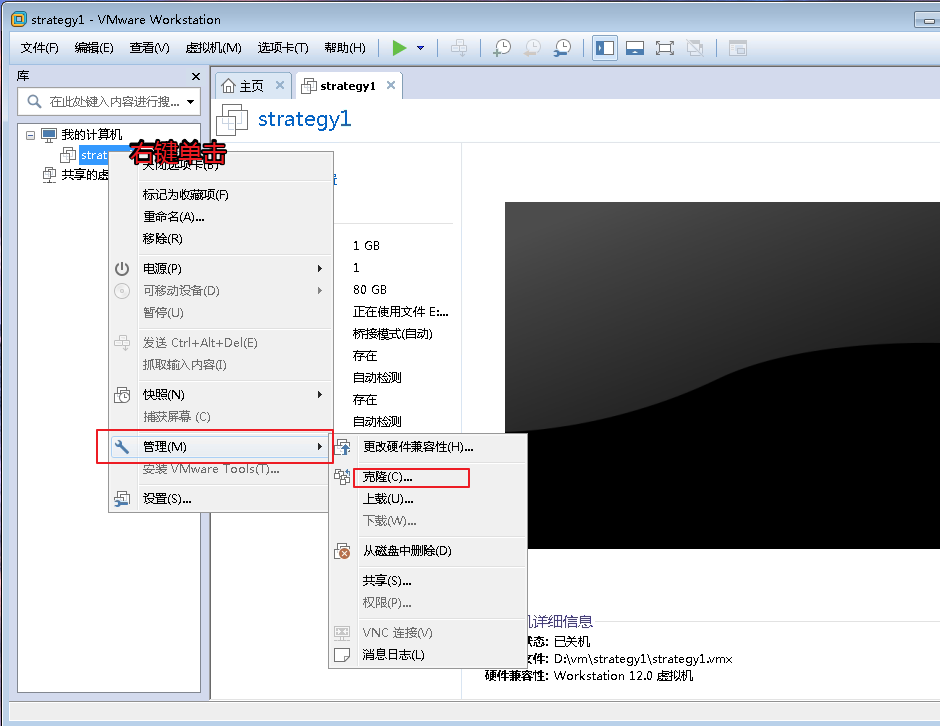 strategy1 - VMware Workstation
文件(F) 编辑(E) 查看(V) 虚拟机(M) 选项卡(T) 帮助(H)
库
主页
strategy1
在此处键入内容进行搜...
strategy1
我的计算机
右键单击
strat
共享的虚
关闭选项卡(B)
标记为收藏项(F)
重命名(A)...
移除(R)
电源(P)
可移动设备(D)
暂停(U)
发送 Ctrl+Alt+Del(E)
抓取输入内容(I)
快照(N)
捕获屏幕 (C)
管理(M)
安装 VMware Tools(T)...
设置(S)...
1 GB
1
80 GB
正在使用文件 E:...
桥接模式(自动)
存在
自动检测
存在
自动检测
更改硬件兼容性(H)...
克隆(C)...
上载(U)...
下载(W)...
从磁盘中删除(D)
共享(S)...
权限(P)...
VNC 连接(V)
消息日志(L)
机详细信息
状态: 已关机
文件: D:\vm\strategy1\strategy1.vmx
硬件兼容性: Workstation 12.0 虚拟机